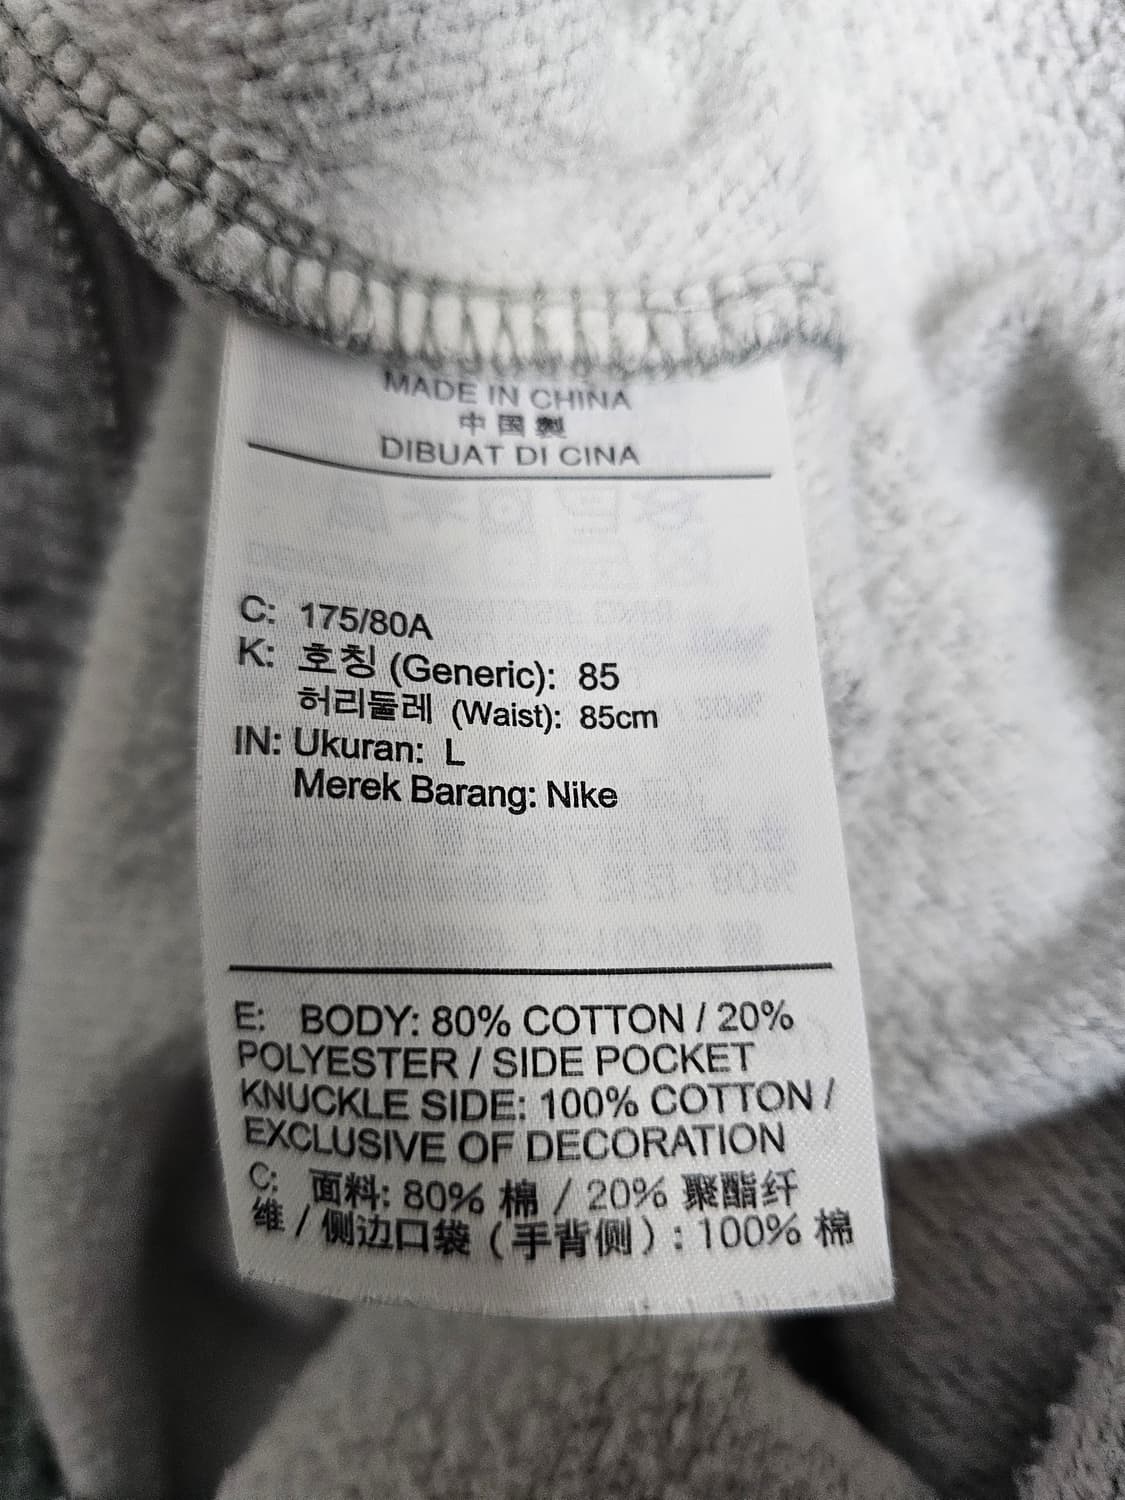 MADE IN CHINA
中国製
DIBUAT DI CINA
C: 175/80A
K: 호칭 (Generic): 85
허리둘레 (Waist): 85cm
IN: Ukuran: L
Merek Barang: Nike
E: BODY: 80% COTTON / 20%
POLYESTER / SIDE POCKET
KNUCKLE SIDE: 100% COTTON /
EXCLUSIVE OF DECORATION
C: 面料: 80% 棉 / 20% 聚酯纤
维 / 侧边口袋 (手背侧) : 100% 棉